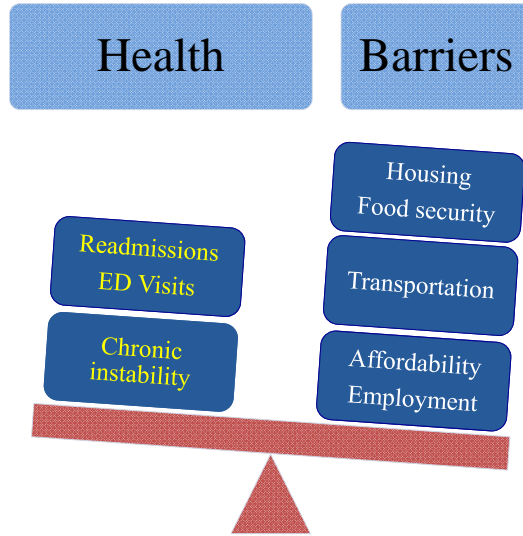 Health
Barriers
Readmissions
ED Visits
Chronic
instability
Housing
Food security
Transportation
Affordability
Employment